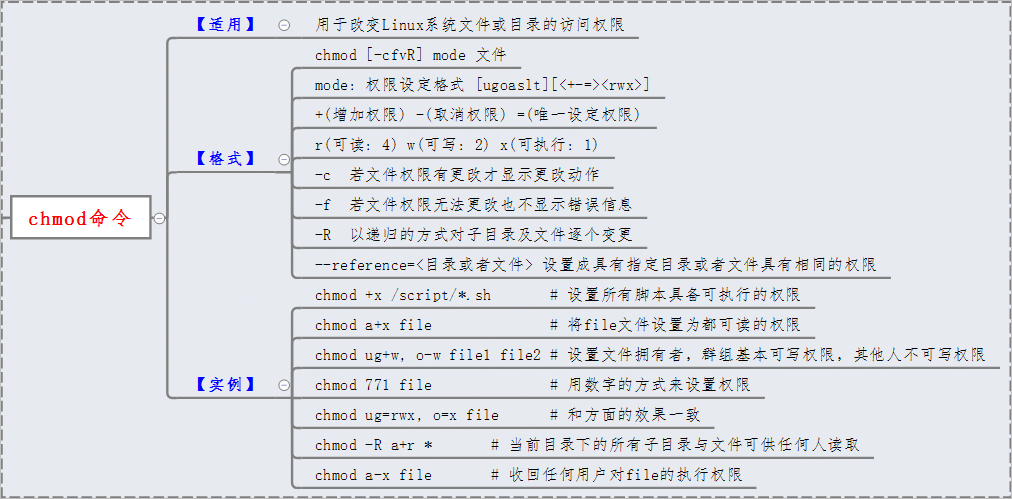 chmod命令
【适用】
用于改变Linux系统文件或目录的访问权限
【格式】
chmod [-cfvR] mode 文件
mode: 权限设定格式 [ugoaslt][<+-=><rwx>]
+(增加权限) -(取消权限) =(唯一设定权限)
r(可读: 4) w(可写: 2) x(可执行: 1)
-c 若文件权限有更改才显示更改动作
-f 若文件权限无法更改也不显示错误信息
-R 以递归的方式对子目录及文件逐个变更
--reference=<目录或者文件> 设置成具有指定目录或者文件具有相同的权限
【实例】
chmod +x /script/*.sh # 设置所有脚本具备可执行的权限
chmod a+x file # 将file文件设置为都可读的权限
chmod ug+w, o-w file1 file2 # 设置文件拥有者, 群组基本可写权限, 其他人不可写权限
chmod 771 file # 用数字的方式来设置权限
chmod ug=rwx, o=x file # 和方面的效果一致
chmod -R a+r * # 当前目录下的所有子目录与文件可供任何人读取
chmod a-x file # 收回任何用户对file的执行权限